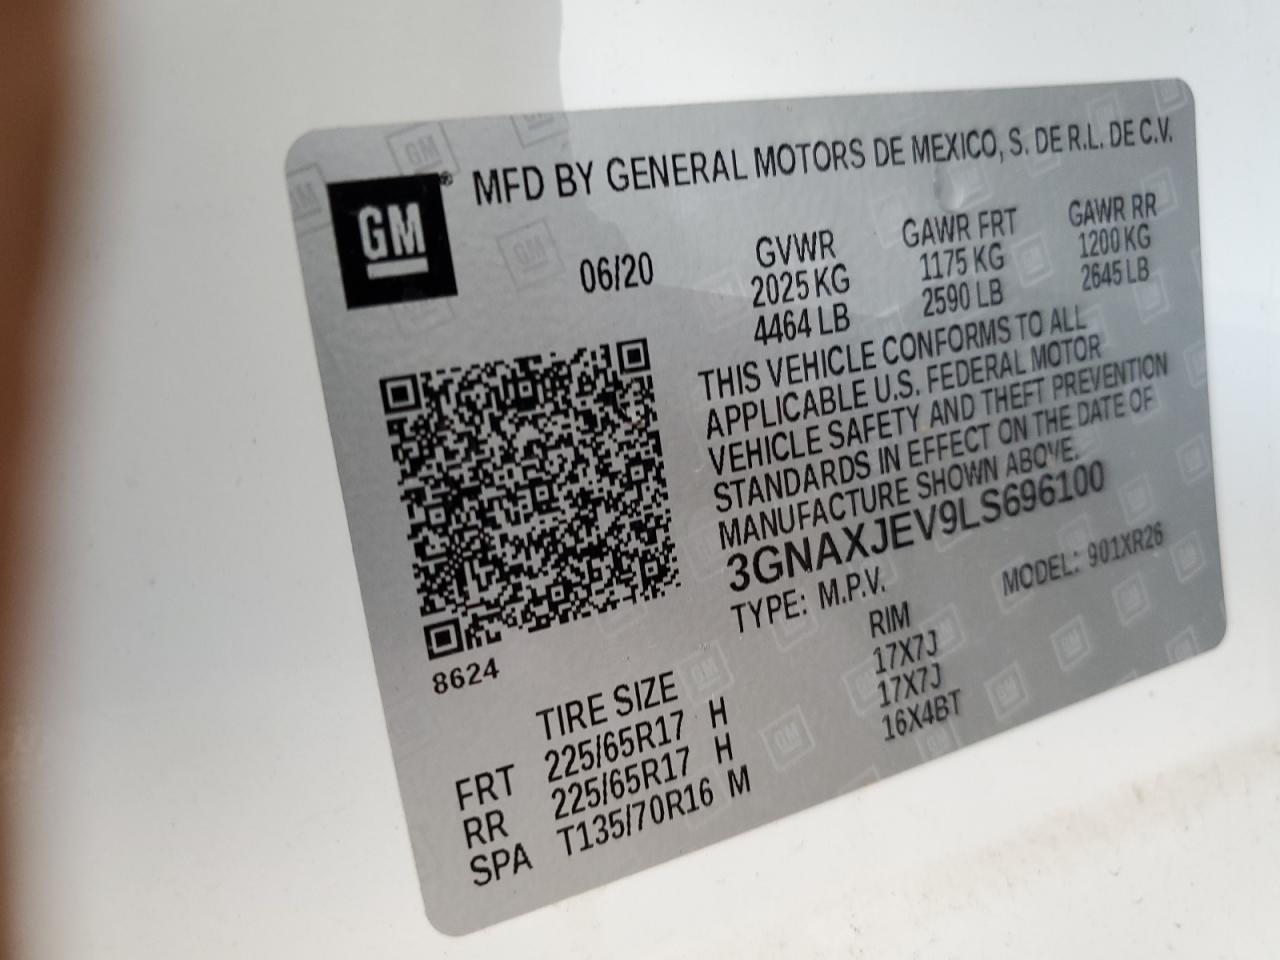 GM
MFD BY GENERAL MOTORS DE MEXICO, S. DE R.L. DE C.V.
06/20
GVWR GAWR FRT GAWR RR
2025 KG 1175 KG 1200 KG
4464 LB 2590 LB 2645 LB
THIS VEHICLE CONFORMS TO ALL
APPLICABLE U.S. FEDERAL MOTOR
VEHICLE SAFETY AND THEFT PREVENTION
STANDARDS IN EFFECT ON THE DATE OF
MANUFACTURE SHOWN ABOVE.
3GNAXJEV9LS696100
TYPE: M.P.V. MODEL: 901XR26
8624
TIRE SIZE RIM
FRT 225/65R17 H 17X7J
RR 225/65R17 H 17X7J
SPA T135/70R16 M 16X4BT